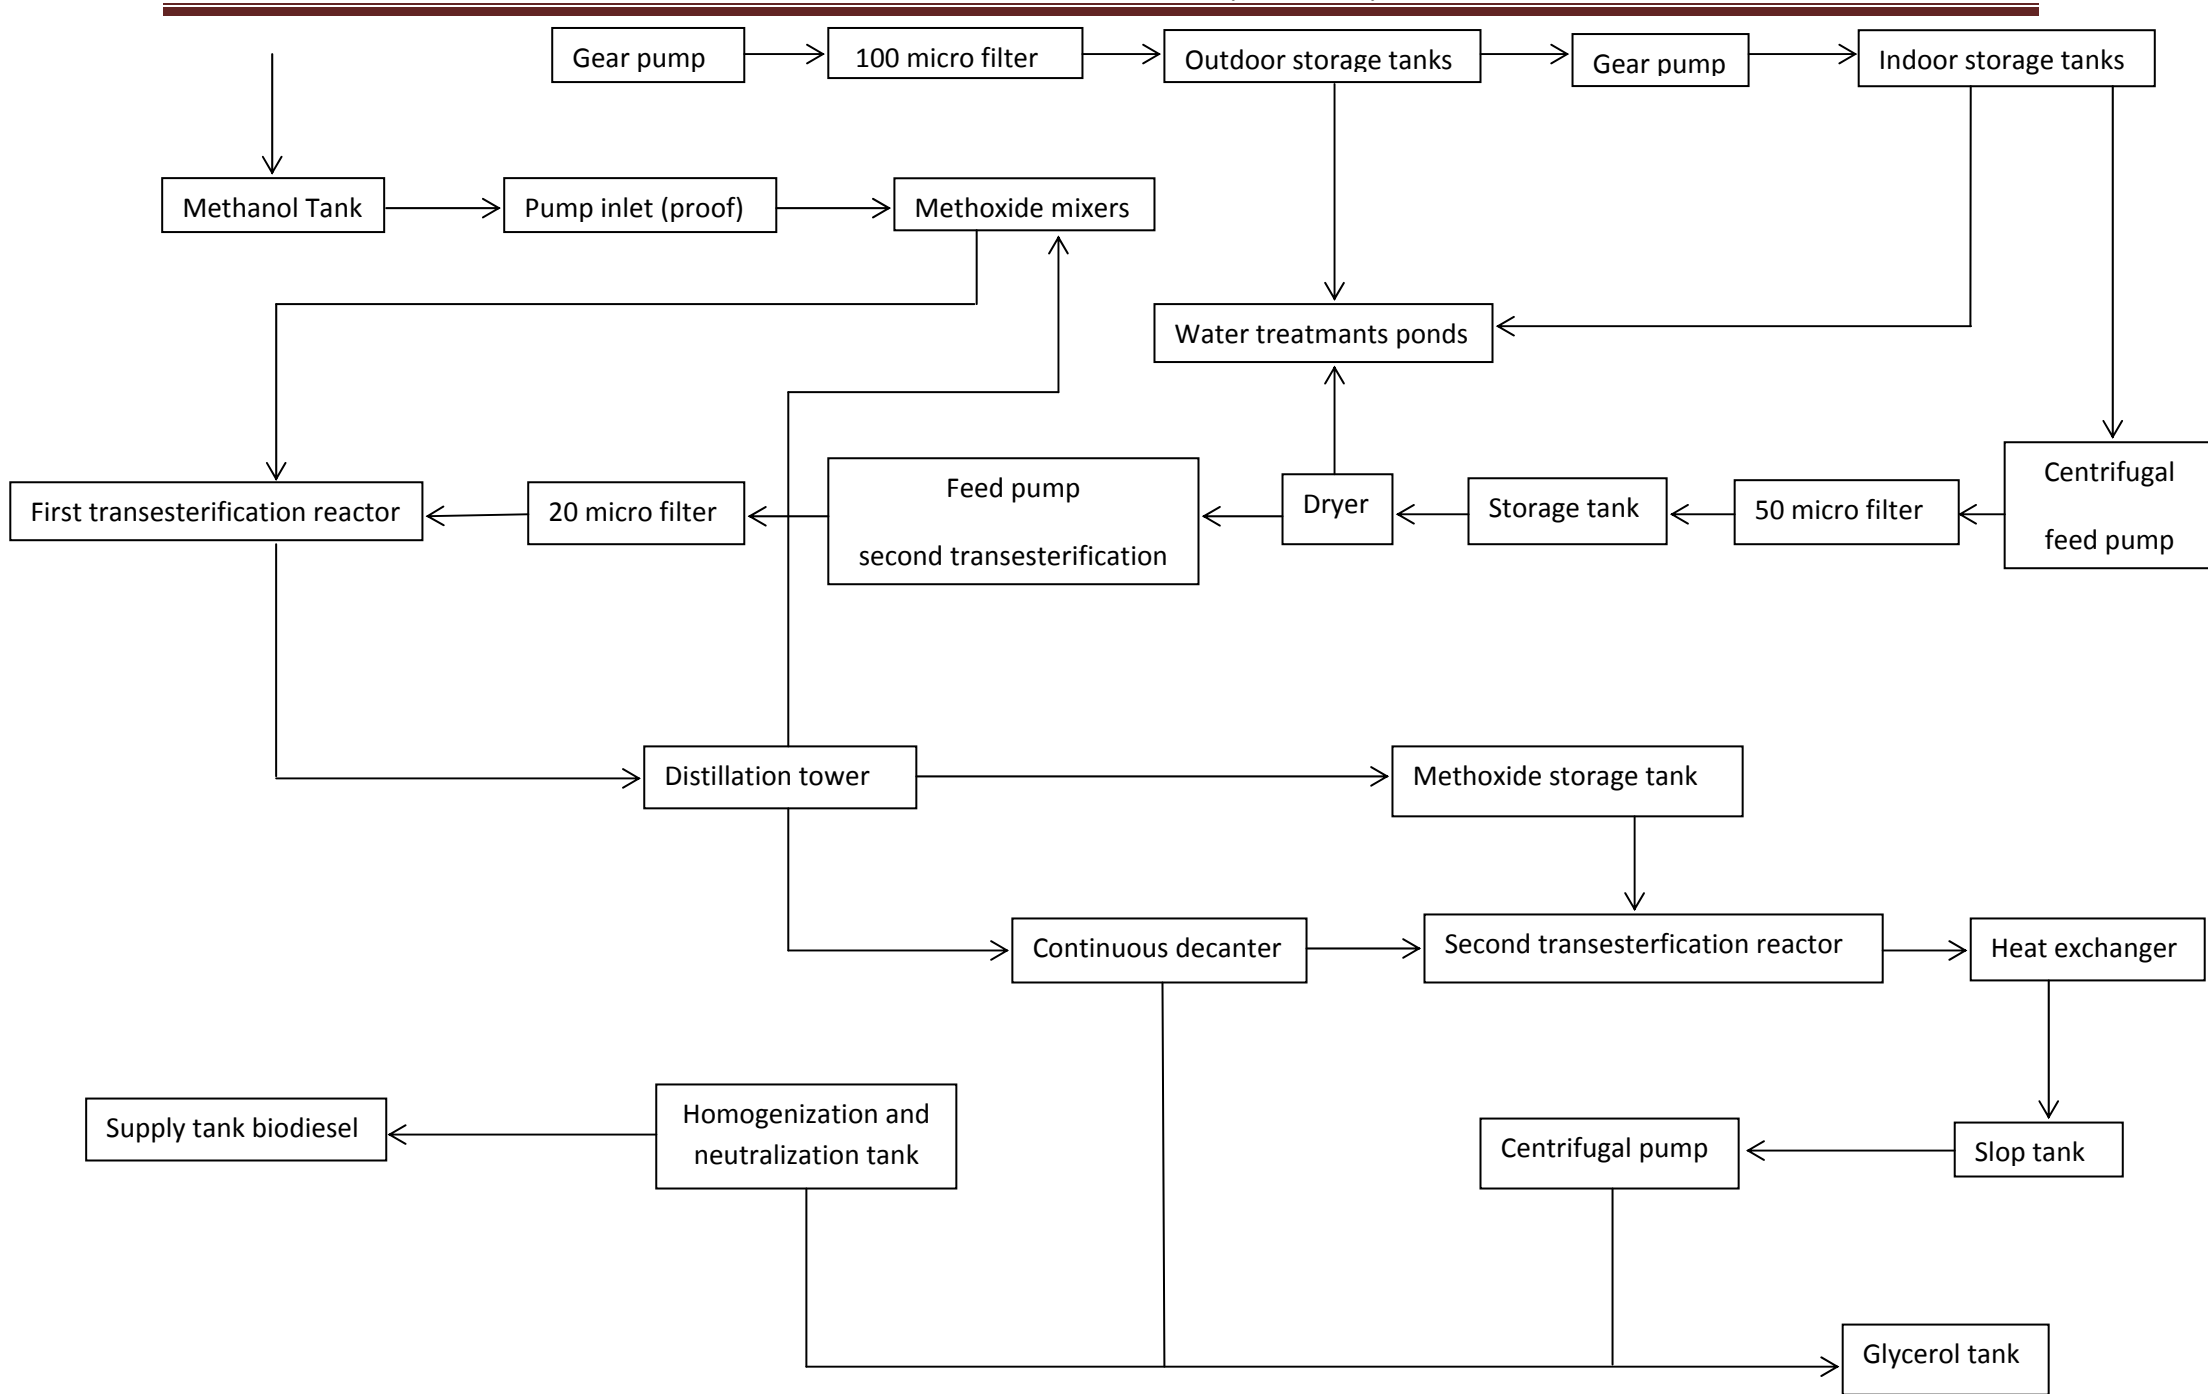 Gear pump
100 micro filter
Outdoor storage tanks
Gear pump
Indoor storage tanks
Methanol Tank
Pump inlet (proof)
Methoxide mixers
Water treatmants ponds
First transesterification reactor
20 micro filter
Feed pump
second transesterification
Dryer
Storage tank
50 micro filter
Centrifugal
feed pump
Distillation tower
Methoxide storage tank
Continuous decanter
Second transesterfication reactor
Heat exchanger
Supply tank biodiesel
Homogenization and
neutralization tank
Centrifugal pump
Slop tank
Glycerol tank